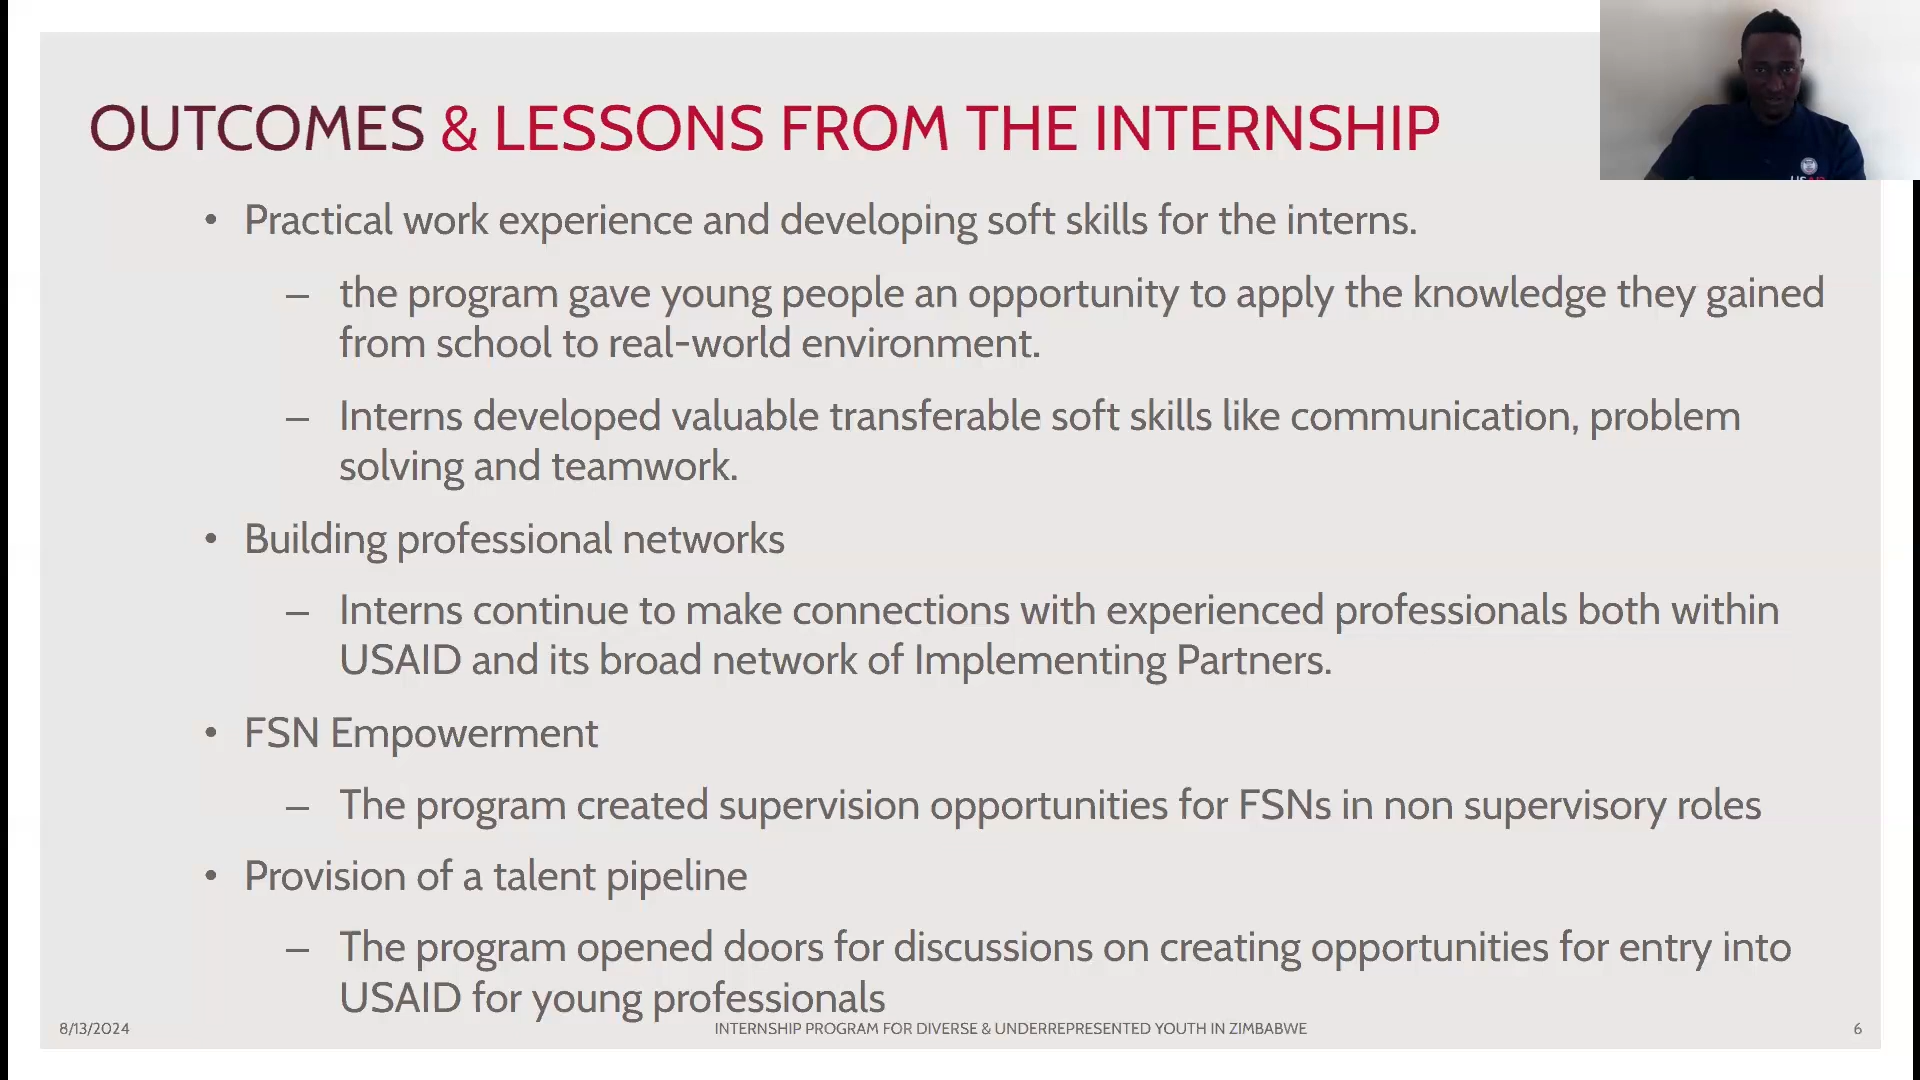 OUTCOMES & LESSONS FROM THE INTERNSHIP
• Practical work experience and developing soft skills for the interns.
– the program gave young people an opportunity to apply the knowledge they gained
from school to real-world environment.
– Interns developed valuable transferable soft skills like communication, problem
solving and teamwork.
• Building professional networks
– Interns continue to make connections with experienced professionals both within
USAID and its broad network of Implementing Partners.
• FSN Empowerment
– The program created supervision opportunities for FSNs in non supervisory roles
• Provision of a talent pipeline
– The program opened doors for discussions on creating opportunities for entry into
USAID for young professionals
8/13/2024
INTERNSHIP PROGRAM FOR DIVERSE & UNDERREPRESENTED YOUTH IN ZIMBABWE
6